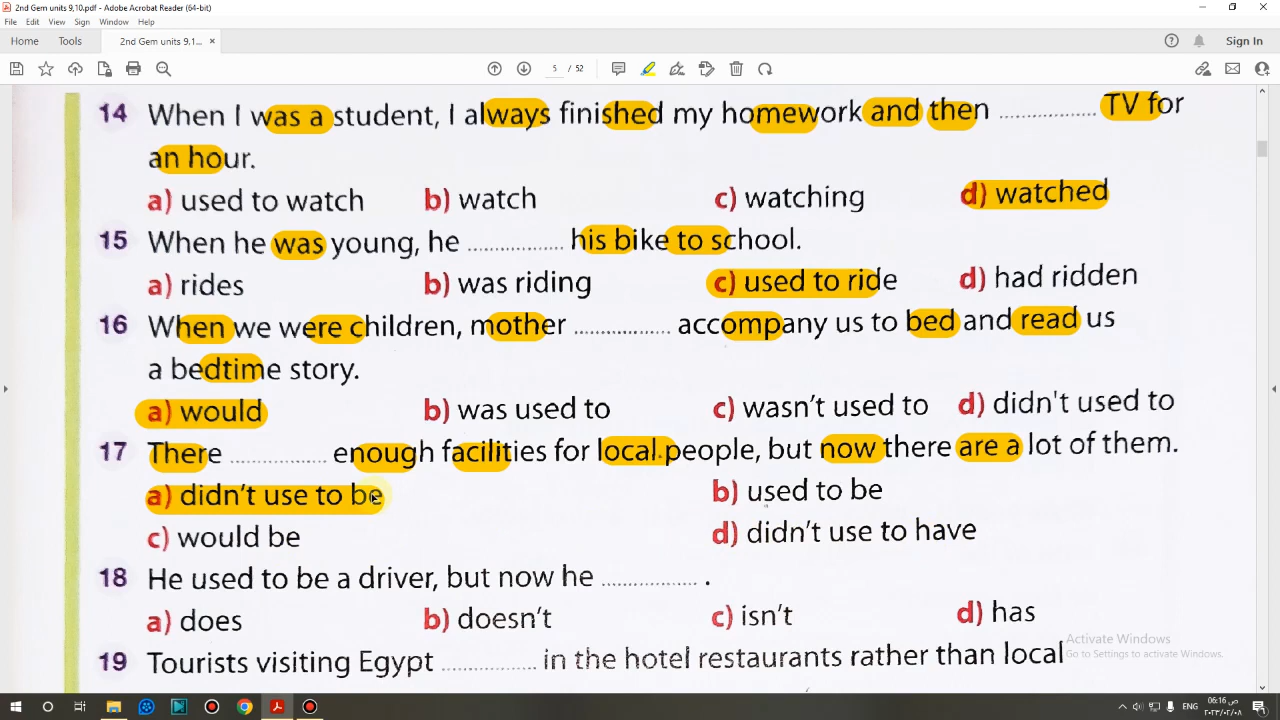 2nd Gem units 9,10.pdf - Adobe Acrobat Reader (64-bit)
File Edit View Sign Window Help
Home Tools 2nd Gem units 9,1... × Sign In
5 / 52
14 When I was a student, I always finished my homework and then ............... TV for
an hour.
a) used to watch b) watch c) watching d) watched
15 When he was young, he ............... his bike to school.
a) rides b) was riding c) used to ride d) had ridden
16 When we were children, mother ............... accompany us to bed and read us
a bedtime story.
a) would b) was used to c) wasn't used to d) didn't used to
17 There ............... enough facilities for local people, but now there are a lot of them.
a) didn't use to be b) used to be
c) would be d) didn't use to have
18 He used to be a driver, but now he ............... .
a) does b) doesn't c) isn't d) has
19 Tourists visiting Egypt ............... in the hotel restaurants rather than local
Activate Windows
Go to Settings to activate Windows.
ENG 06:16 ص
٢٠٢٣/٠٢/٠٨